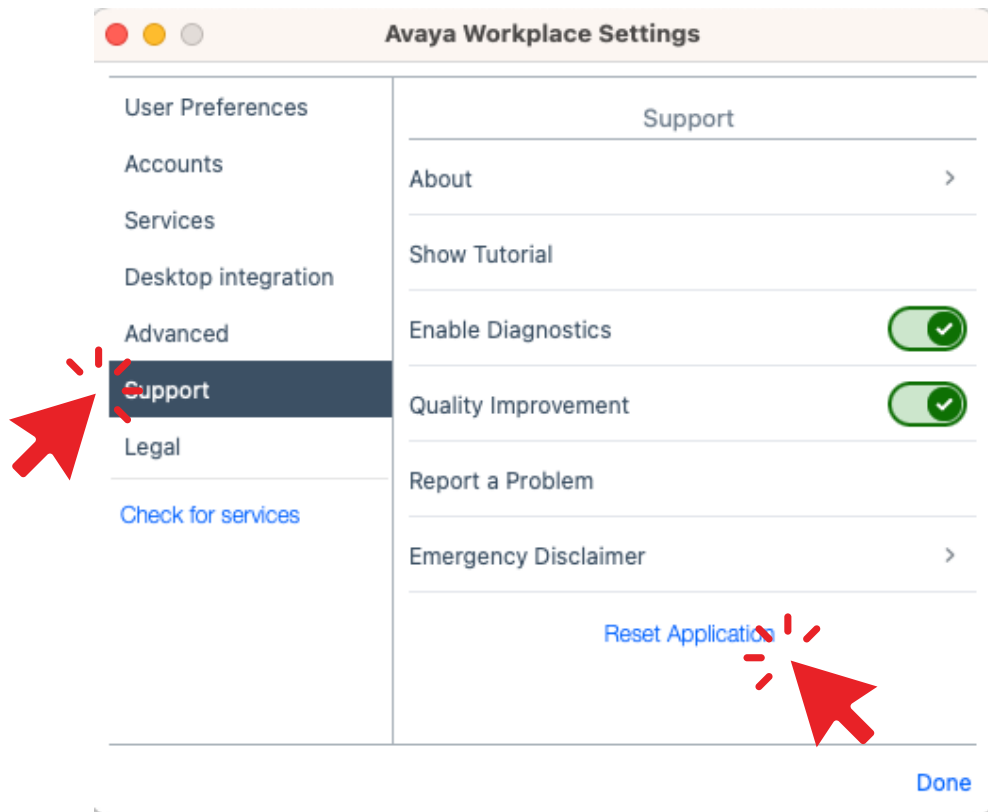 Avaya Workplace Settings
User Preferences
Accounts
Services
Desktop integration
Advanced
Support
Legal
Check for services
Support
About
Show Tutorial
Enable Diagnostics
Quality Improvement
Report a Problem
Emergency Disclaimer
Reset Application
Done